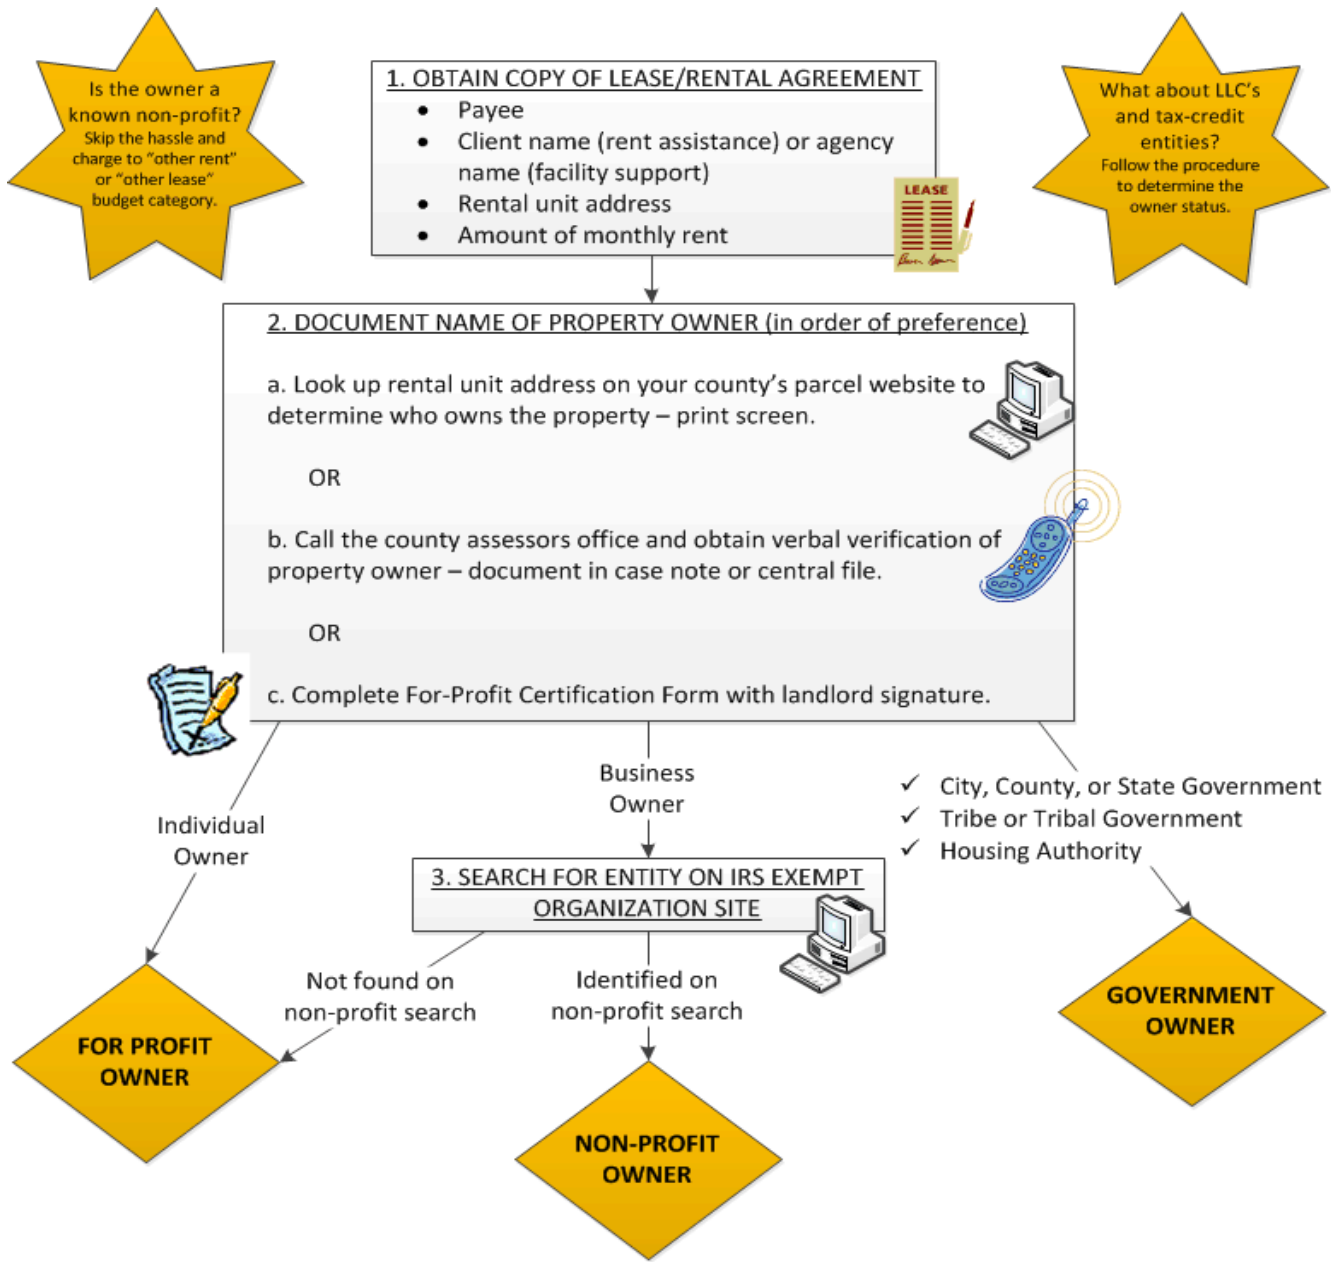 Is the owner a
known non-profit?
Skip the hassle and
charge to “other rent”
or “other lease”
budget category.
1. OBTAIN COPY OF LEASE/RENTAL AGREEMENT
• Payee
• Client name (rent assistance) or agency
name (facility support)
• Rental unit address
• Amount of monthly rent
LEASE
What about LLC’s
and tax-credit
entities?
Follow the procedure
to determine the
owner status.
2. DOCUMENT NAME OF PROPERTY OWNER (in order of preference)
a. Look up rental unit address on your county’s parcel website to
determine who owns the property – print screen.
OR
b. Call the county assessors office and obtain verbal verification of
property owner – document in case note or central file.
OR
c. Complete For-Profit Certification Form with landlord signature.
Individual
Owner
Business
Owner
✓ City, County, or State Government
✓ Tribe or Tribal Government
✓ Housing Authority
3. SEARCH FOR ENTITY ON IRS EXEMPT
ORGANIZATION SITE
Not found on
non-profit search
Identified on
non-profit search
FOR PROFIT
OWNER
NON-PROFIT
OWNER
GOVERNMENT
OWNER